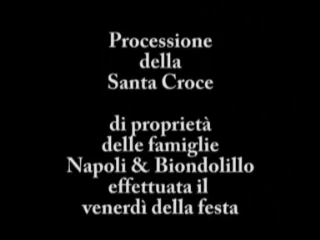 Processione
della
Santa Croce
di proprietà
delle famiglie
Napoli & Biondolillo
effettuata il
venerdì della festa